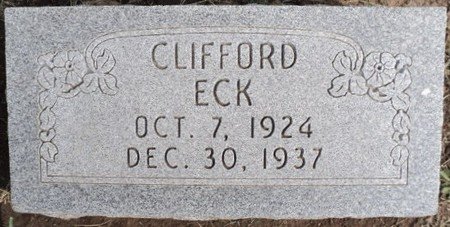 CLIFFORD
ECK
OCT. 7, 1924
DEC. 30, 1937